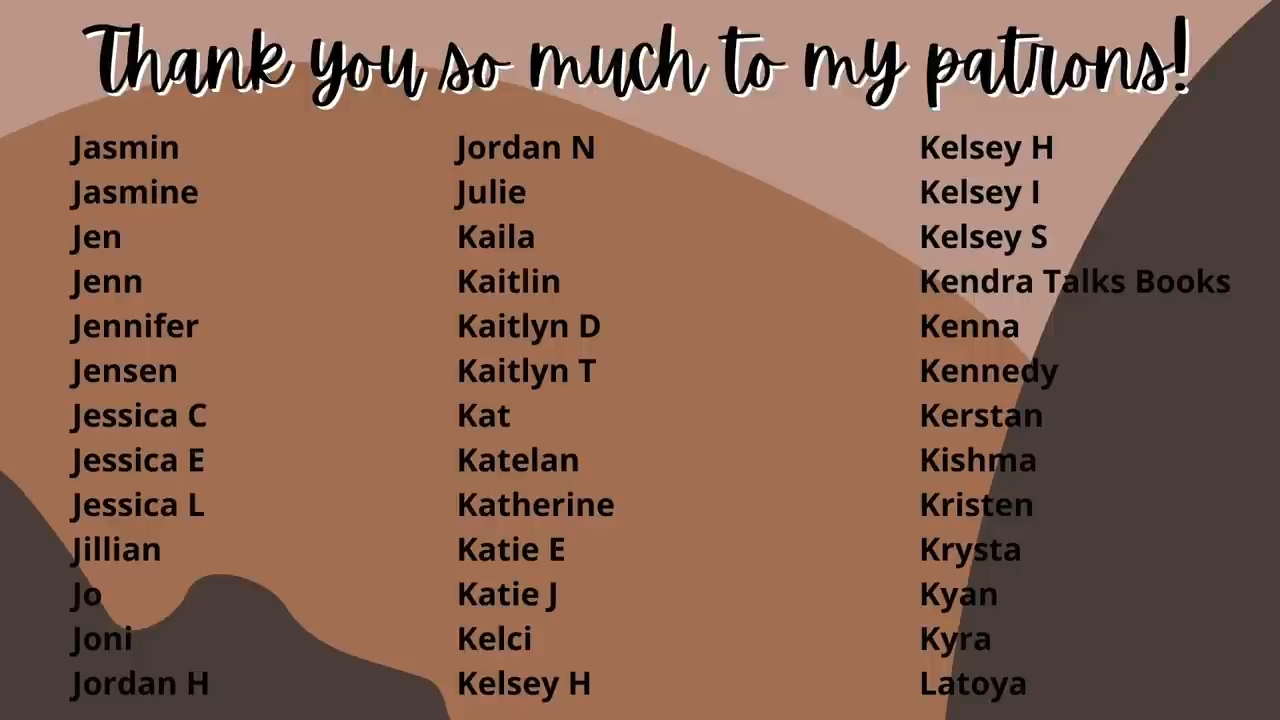 Thank you so much to my patrons!
Jasmin
Jasmine
Jen
Jenn
Jennifer
Jensen
Jessica C
Jessica E
Jessica L
Jillian
Jo
Joni
Jordan H
Jordan N
Julie
Kaila
Kaitlin
Kaitlyn D
Kaitlyn T
Kat
Katelan
Katherine
Katie E
Katie J
Kelci
Kelsey H
Kelsey H
Kelsey I
Kelsey S
Kendra Talks Books
Kenna
Kennedy
Kerstan
Kishma
Kristen
Krysta
Kyan
Kyra
Latoya